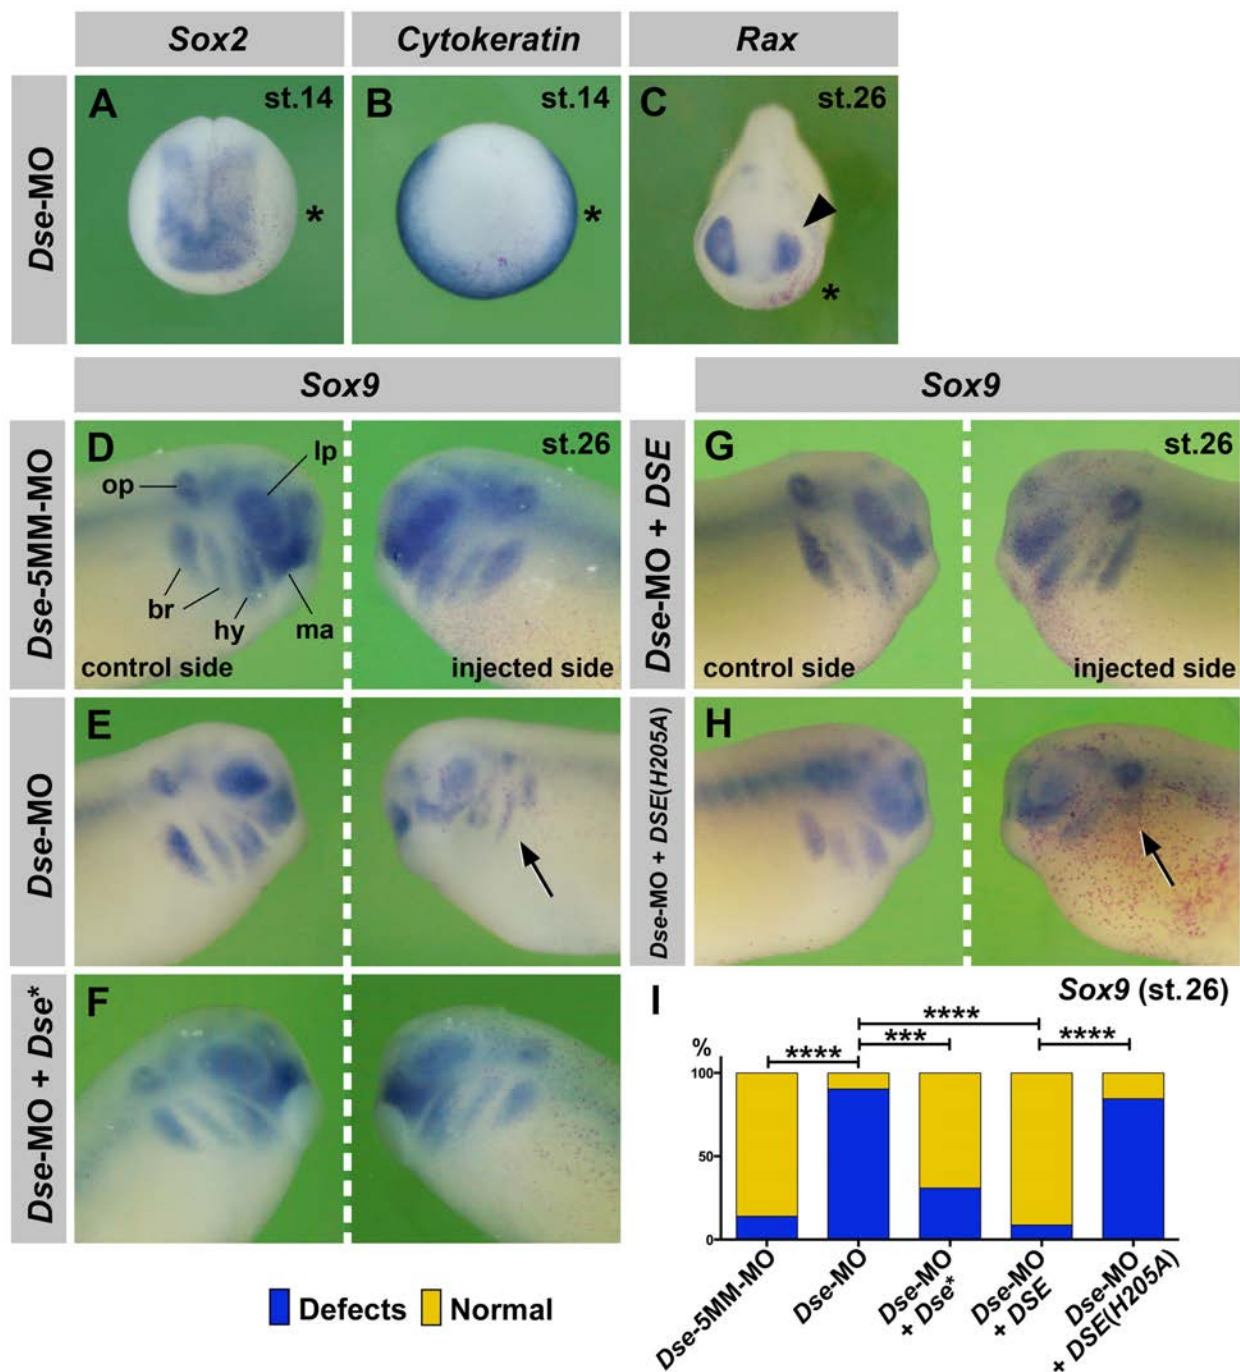 Sox2 Cytokeratin Rax
Dse-MO
A st.14
*
B st.14
*
C st.26
*
Sox9
Sox9
Dse-5MM-MO
D st.26
lp
op
br
hy
ma
control side injected side
Dse-MO + DSE
G st.26
control side injected side
Dse-MO
E
Dse-MO + DSE(H205A)
H
Dse-MO + Dse*
F
I Sox9 (st.26)
%
****
****
***
****
100
50
0
Dse-5MM-MO
Dse-MO
Dse-MO
+ Dse*
Dse-MO
+ DSE
Dse-MO
+ DSE(H205A)
Defects Normal